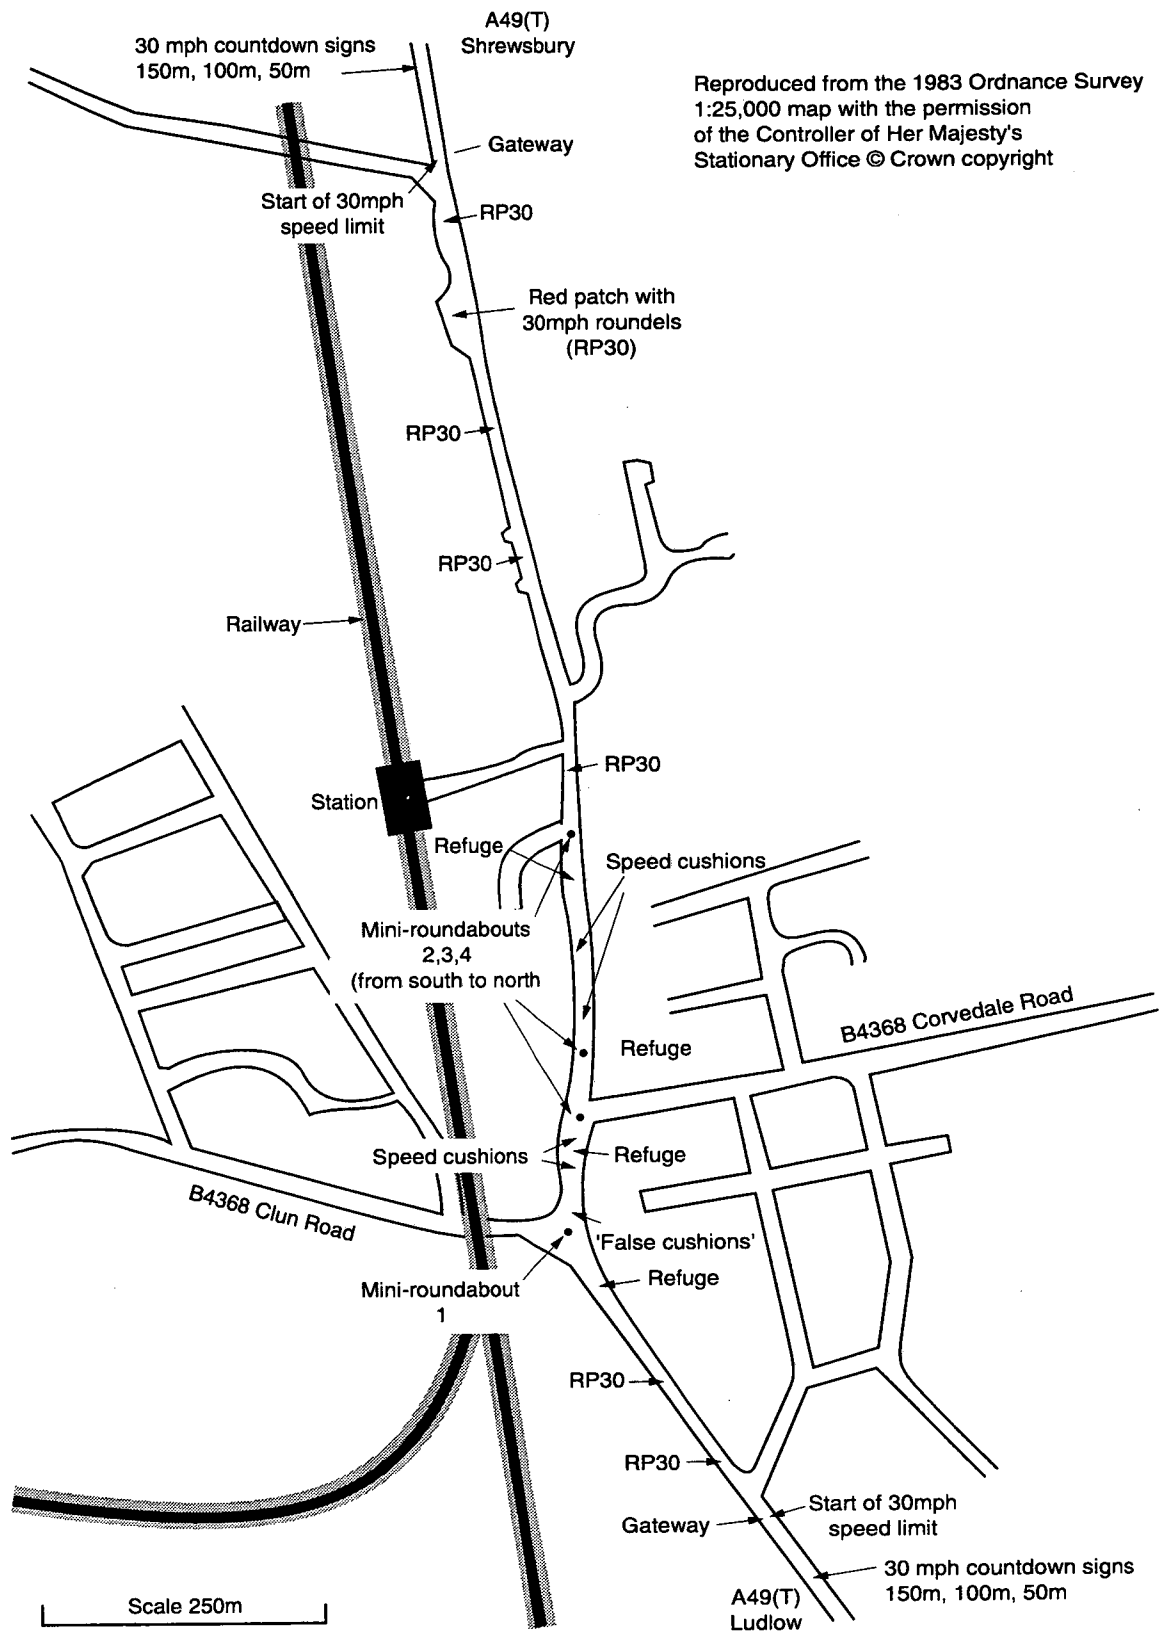 A49(T)
Shrewsbury
30 mph countdown signs
150m, 100m, 50m
Reproduced from the 1983 Ordnance Survey
1:25,000 map with the permission
of the Controller of Her Majesty's
Stationary Office © Crown copyright
Gateway
Start of 30mph
speed limit
RP30
Red patch with
30mph roundels
(RP30)
RP30
RP30
Railway
RP30
Station
Refuge
Speed cushions
Mini-roundabouts
2,3,4
(from south to north
B4368 Corvedale Road
Refuge
Speed cushions
Refuge
B4368 Clun Road
'False cushions'
Refuge
Mini-roundabout
1
RP30
RP30
Start of 30mph
speed limit
Gateway
30 mph countdown signs
150m, 100m, 50m
A49(T)
Ludlow
Scale 250m